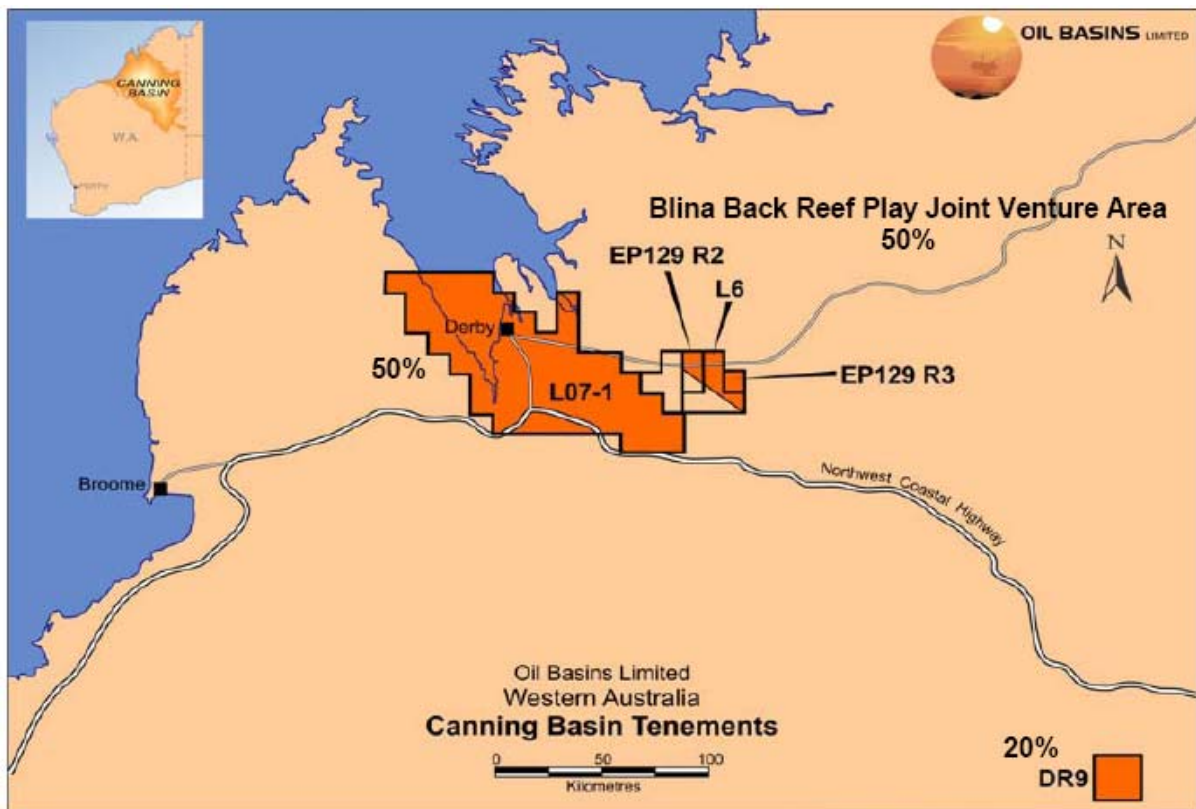 CANNING
BASIN
W.A.
PERTH
OIL BASINS LIMITED
Blina Back Reef Play Joint Venture Area
50%
N
EP129 R2
L6
Derby
50%
L07-1
EP129 R3
Broome
Northwest Coastal Highway
Oil Basins Limited
Western Australia
Canning Basin Tenements
0 50 100
Kilometres
20%
DR9